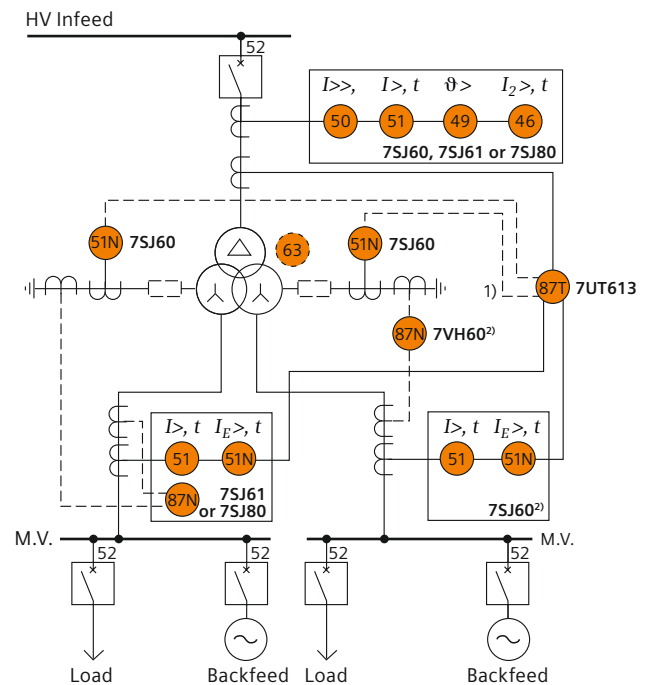 HV Infeed
52
I>>, I>, t ϑ> I2>, t
50 51 49 46
7SJ60, 7SJ61 or 7SJ80
51N 7SJ60
63
51N 7SJ60
1) 87T 7UT613
87N 7VH60²⁾
I>, t IE>, t
51 51N
87N 7SJ61
or 7SJ80
I>, t IE>, t
51 51N
7SJ60²⁾
M.V.
M.V.
52 52 52 52
Load Backfeed Load Backfeed